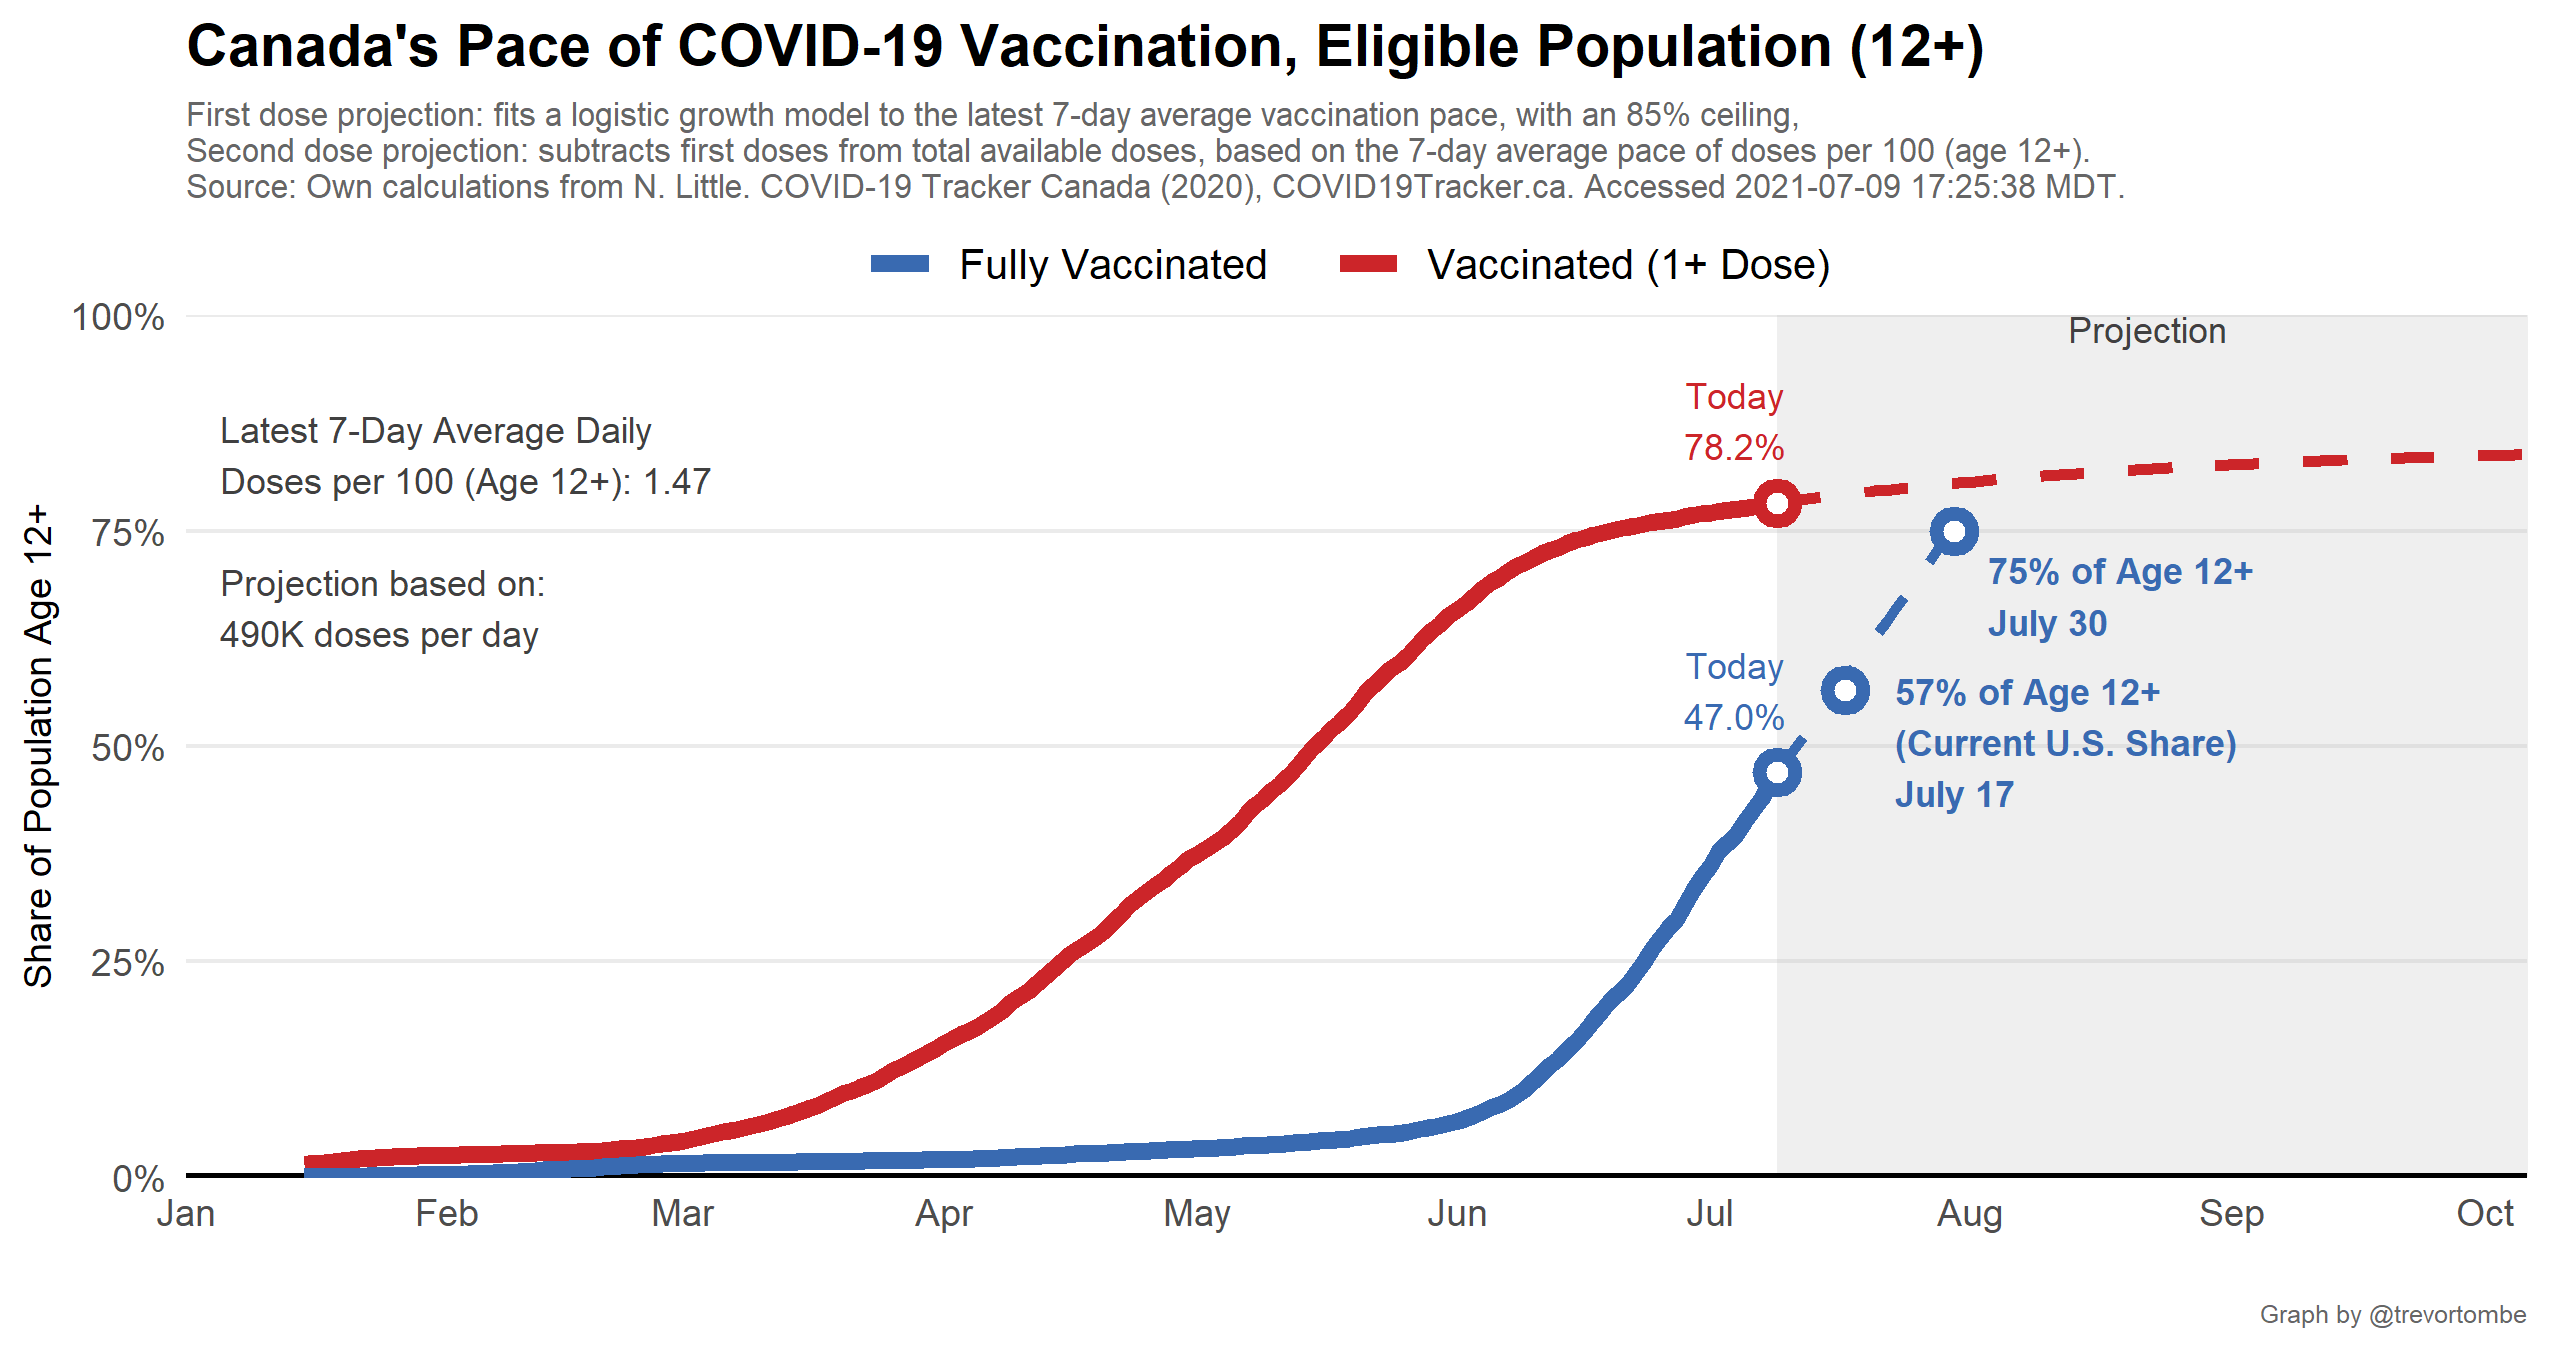 Canada's Pace of COVID-19 Vaccination, Eligible Population (12+)
First dose projection: fits a logistic growth model to the latest 7-day average vaccination pace, with an 85% ceiling,
Second dose projection: subtracts first doses from total available doses, based on the 7-day average pace of doses per 100 (age 12+).
Source: Own calculations from N. Little. COVID-19 Tracker Canada (2020), COVID19Tracker.ca. Accessed 2021-07-09 17:25:38 MDT.
Fully Vaccinated
Vaccinated (1+ Dose)
100%
75%
50%
25%
0%
Share of Population Age 12+
Projection
Latest 7-Day Average Daily
Doses per 100 (Age 12+): 1.47
Projection based on:
490K doses per day
Today
78.2%
Today
47.0%
75% of Age 12+
July 30
57% of Age 12+
(Current U.S. Share)
July 17
Jan
Feb
Mar
Apr
May
Jun
Jul
Aug
Sep
Oct
Graph by @trevortombe